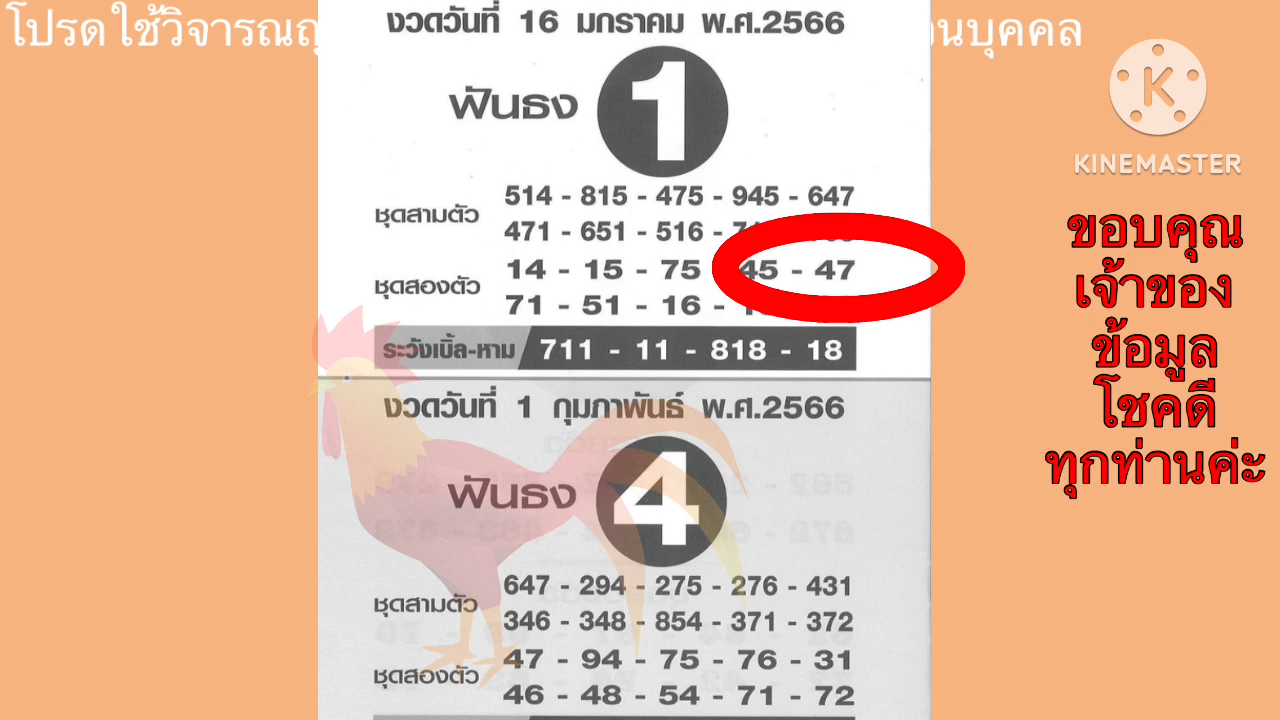 โปรดใช้วิจารณญ
นบุคคล
งวดวันที่ 16 มกราคม พ.ศ.2566
ฟันธง 1
ชุดสามตัว
514 - 815 - 475 - 945 - 647
471 - 651 - 516 -
ชุดสองตัว
14 - 15 - 75 45 - 47
71 - 51 - 16 -
ระวังเบิ้ล-หาม 711 - 11 - 818 - 18
งวดวันที่ 1 กุมภาพันธ์ พ.ศ.2566
ฟันธง 4
ชุดสามตัว
647 - 294 - 275 - 276 - 431
346 - 348 - 854 - 371 - 372
ชุดสองตัว
47 - 94 - 75 - 76 - 31
46 - 48 - 54 - 71 - 72
K
KINEMASTER
ขอบคุณ
เจ้าของ
ข้อมูล
โชคดี
ทุกท่านค่ะ